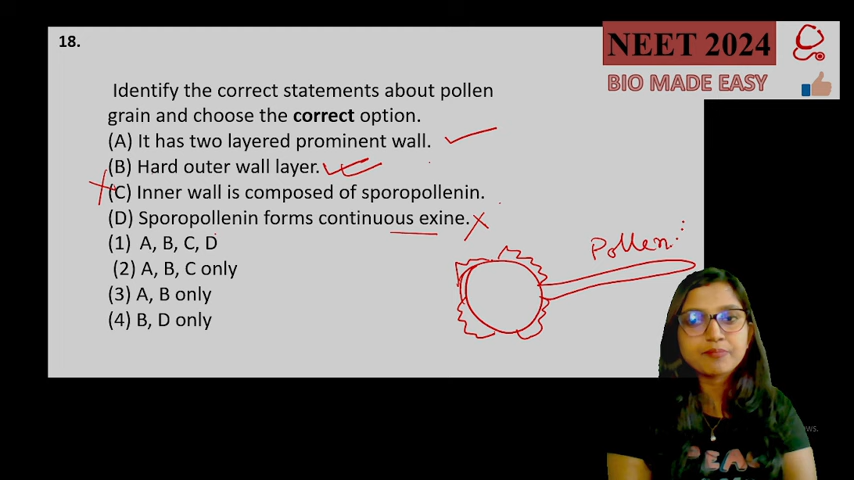 18.
NEET 2024
BIO MADE EASY
Identify the correct statements about pollen
grain and choose the correct option.
(A) It has two layered prominent wall.
(B) Hard outer wall layer.
(C) Inner wall is composed of sporopollenin.
(D) Sporopollenin forms continuous exine.
(1) A, B, C, D
(2) A, B, C only
(3) A, B only
(4) B, D only
Pollen :